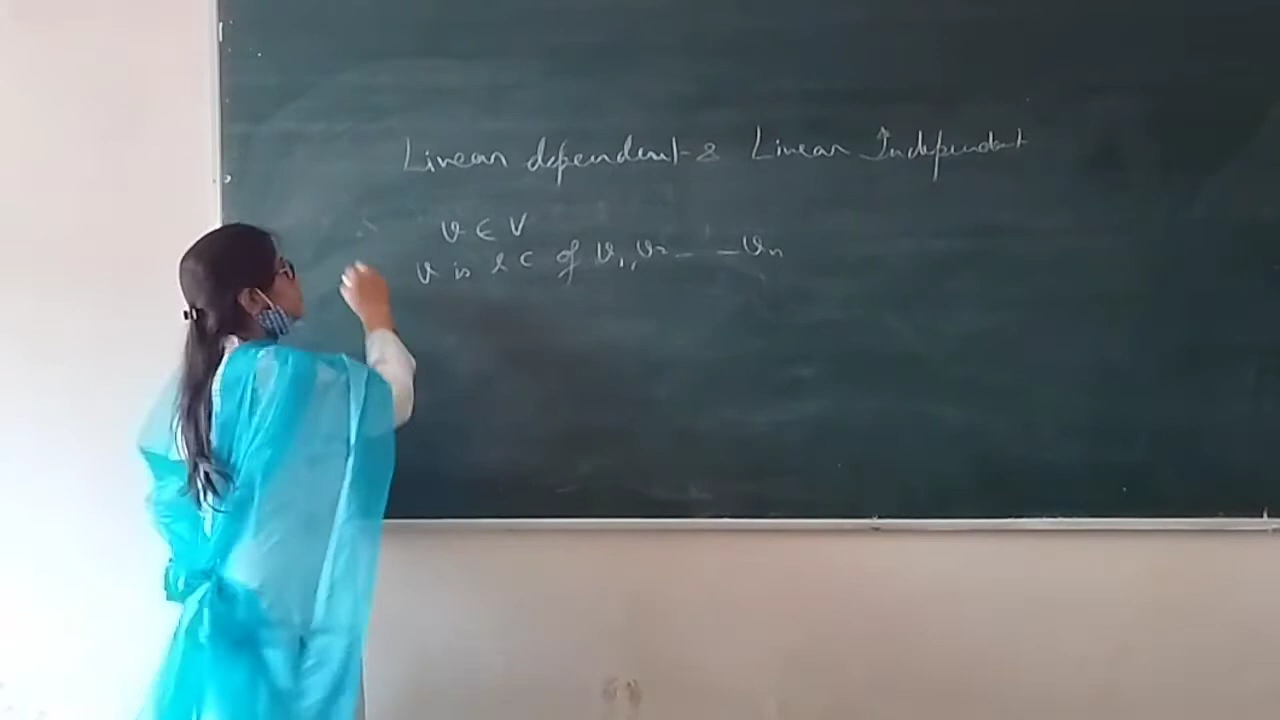 Linear dependent & Linear Independent
v ∈ V
v is L C of v₁, v₂ - - - vₙ